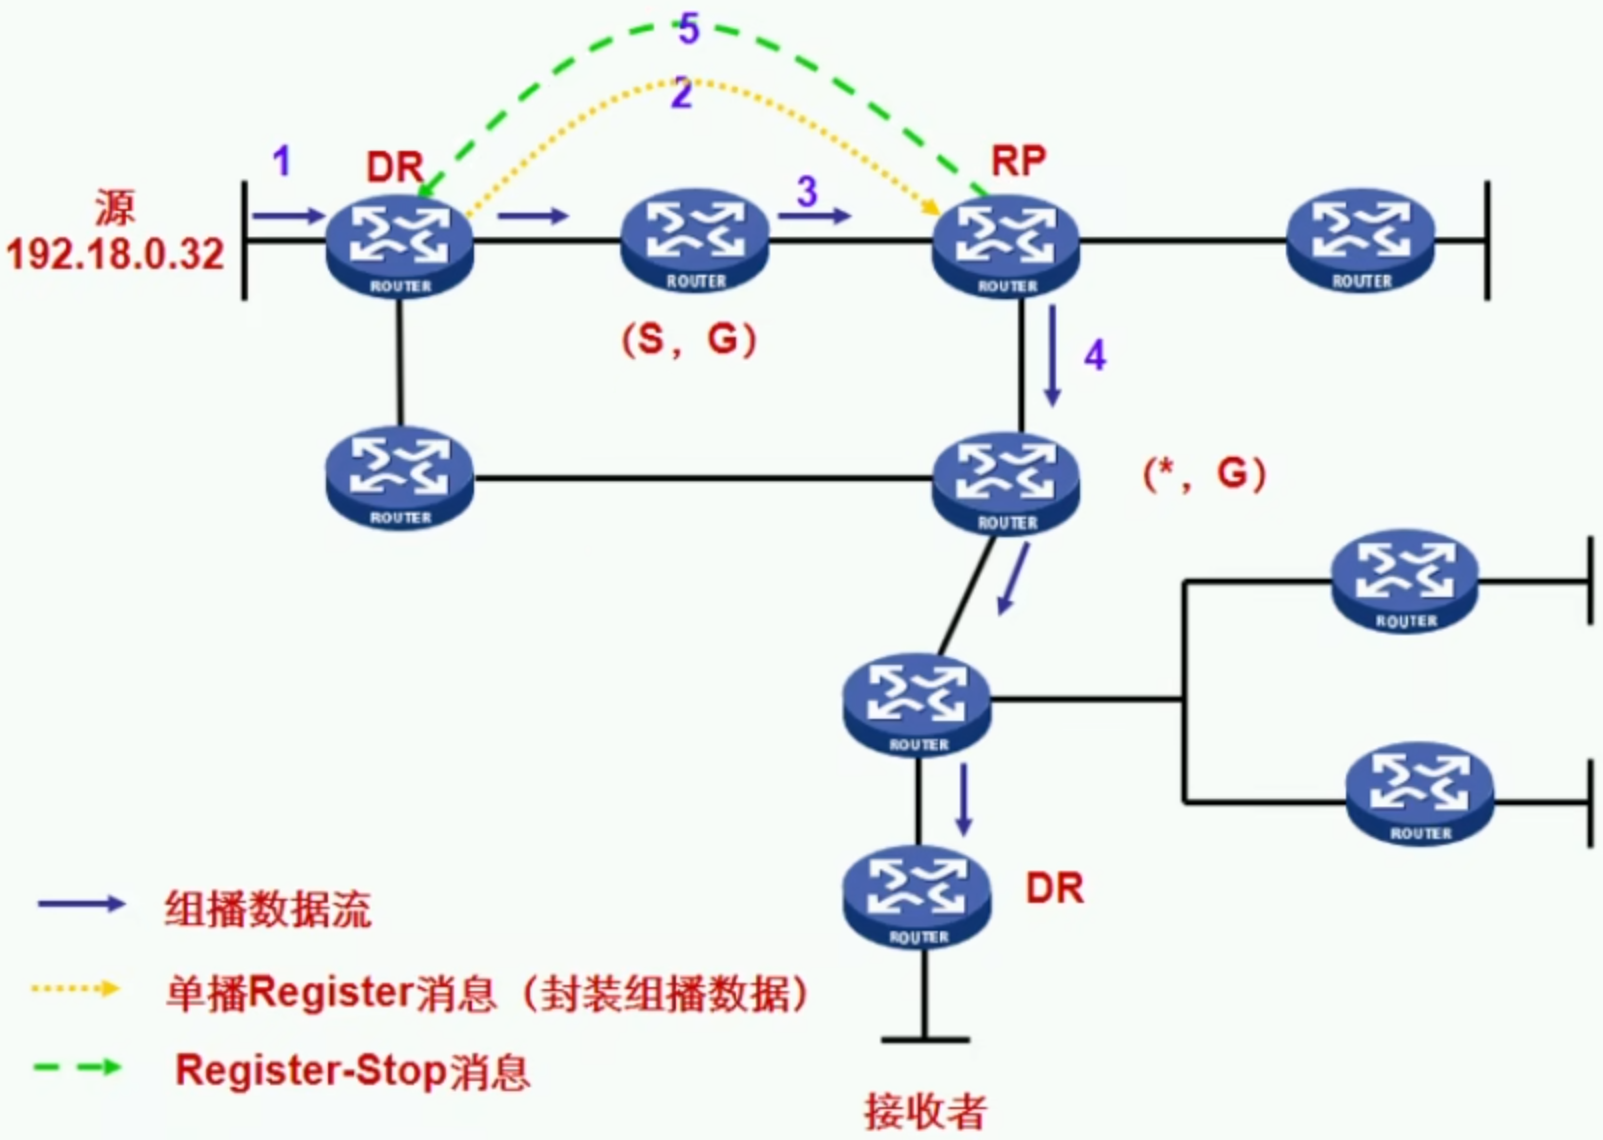 5
2
1
DR
RP
3
源
192.18.0.32
ROUTER
ROUTER
ROUTER
ROUTER
(S，G)
4
ROUTER
ROUTER
(*，G)
ROUTER
ROUTER
ROUTER
ROUTER
DR
组播数据流
单播Register消息（封装组播数据）
Register-Stop消息
接收者